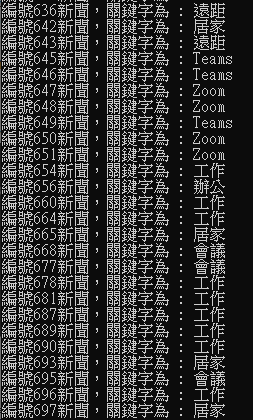 編號636新聞，關鍵字為 : 遠距
編號642新聞，關鍵字為 : 居家
編號643新聞，關鍵字為 : 遠距
編號645新聞，關鍵字為 : Teams
編號646新聞，關鍵字為 : Teams
編號647新聞，關鍵字為 : Zoom
編號648新聞，關鍵字為 : Zoom
編號649新聞，關鍵字為 : Teams
編號650新聞，關鍵字為 : Zoom
編號651新聞，關鍵字為 : Zoom
編號654新聞，關鍵字為 : 工作
編號656新聞，關鍵字為 : 辦公
編號660新聞，關鍵字為 : 工作
編號664新聞，關鍵字為 : 工作
編號665新聞，關鍵字為 : 居家
編號668新聞，關鍵字為 : 會議
編號677新聞，關鍵字為 : 會議
編號678新聞，關鍵字為 : 工作
編號681新聞，關鍵字為 : 工作
編號687新聞，關鍵字為 : 工作
編號689新聞，關鍵字為 : 工作
編號690新聞，關鍵字為 : 工作
編號693新聞，關鍵字為 : 居家
編號695新聞，關鍵字為 : 會議
編號696新聞，關鍵字為 : 工作
編號697新聞，關鍵字為 : 居家